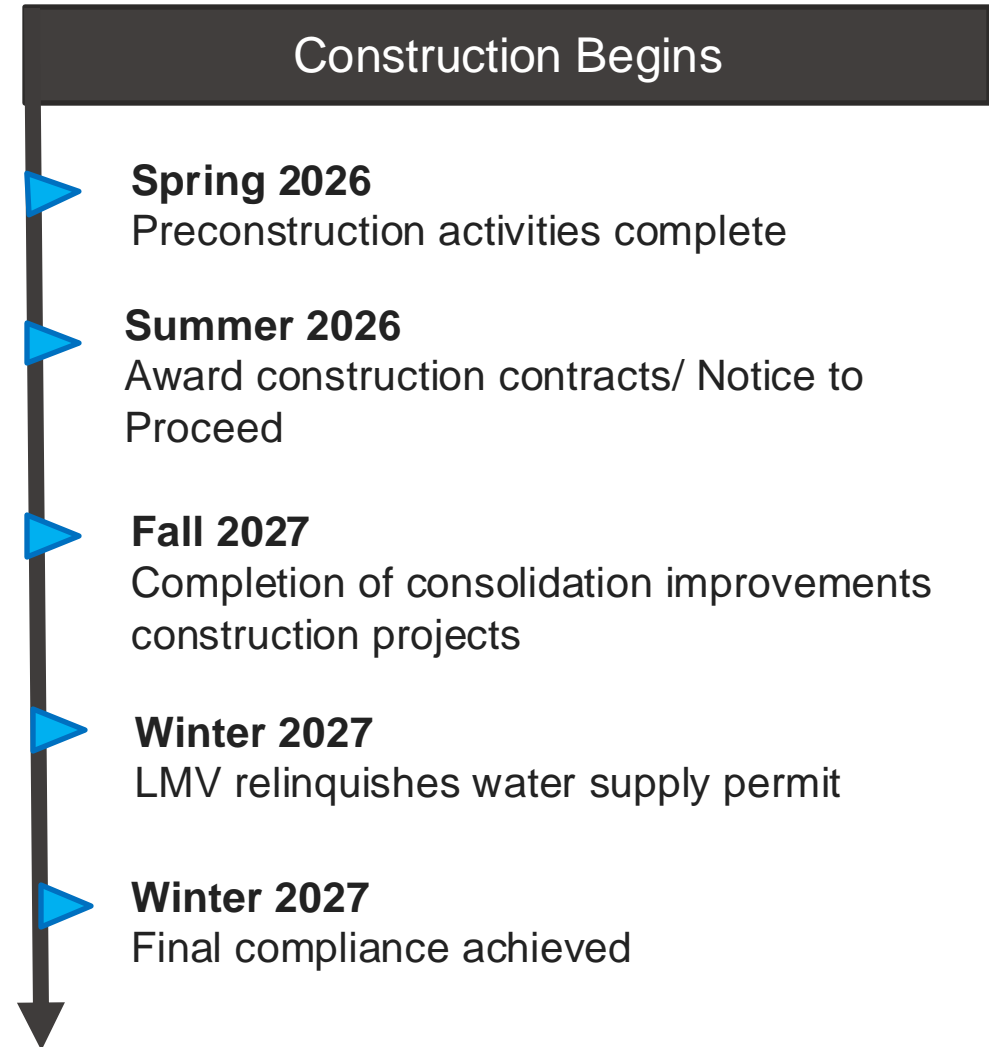 Construction Begins
Spring 2026
Preconstruction activities complete
Summer 2026
Award construction contracts/ Notice to
Proceed
Fall 2027
Completion of consolidation improvements
construction projects
Winter 2027
LMV relinquishes water supply permit
Winter 2027
Final compliance achieved